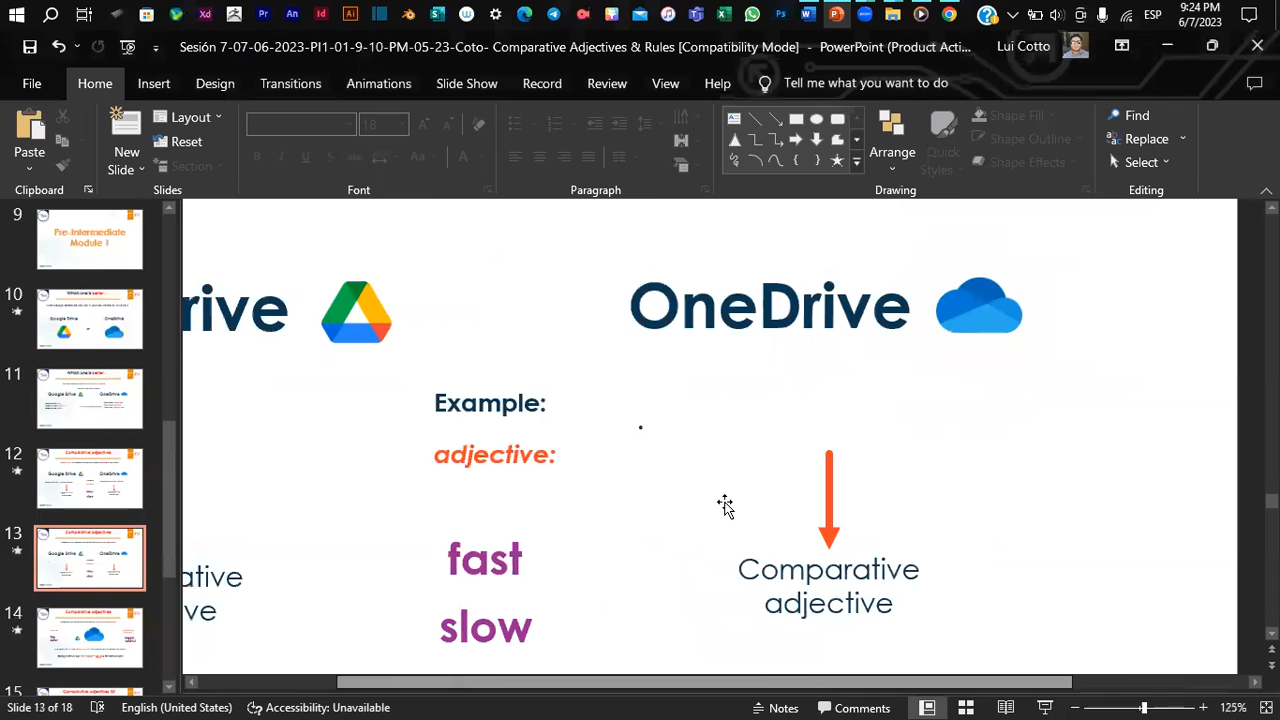 9:24 PM
ESP
6/7/2023
Sesión 7-07-06-2023-PI1-01-9-10 PM-05-23-Coto- Comparative Adjectives & Rules [Compatibility Mode] - PowerPoint (Product Acti...
Lui Cotto
File Home Insert Design Transitions Animations Slide Show Record Review View Help Tell me what you want to do
Paste
New Slide
Layout
Reset
Section
18
Arrange
Quick Styles
Shape Fill
Shape Outline
Shape Effects
Find
Replace
Select
Clipboard Slides Font Paragraph Drawing Editing
9
Pre-Intermediate
Module 1
10
11
12
13
14
15
rive
OneDrive
Example:
.
adjective:
fast
slow
ative
ve
Comparative
adjective
Slide 13 of 18 English (United States) Accessibility: Unavailable Notes Comments 125%